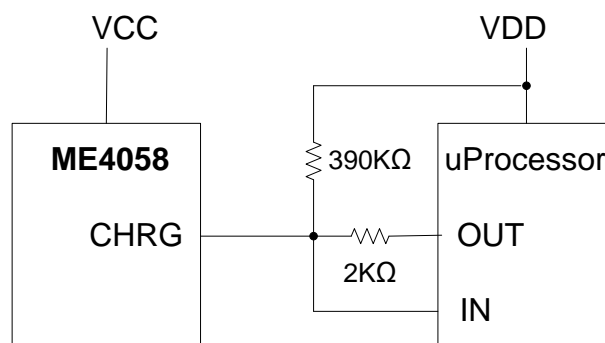 VCC
VDD
ME4058
390KΩ
uProcessor
CHRG
OUT
2KΩ
IN